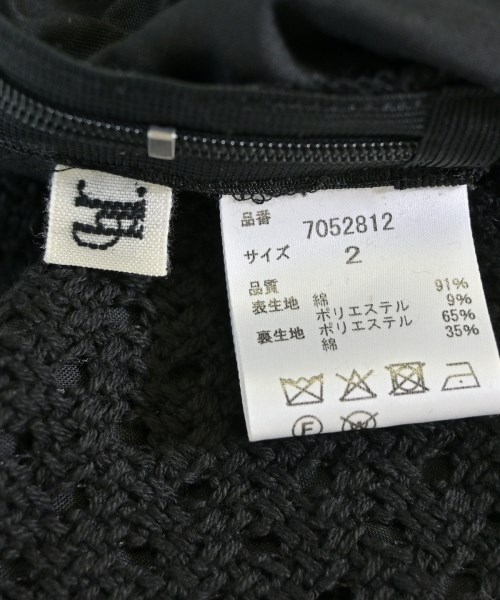 品番 7052812
サイズ 2
品質
表生地 綿 91%
ポリエステル 9%
裏生地 ポリエステル 65%
綿 35%
F W